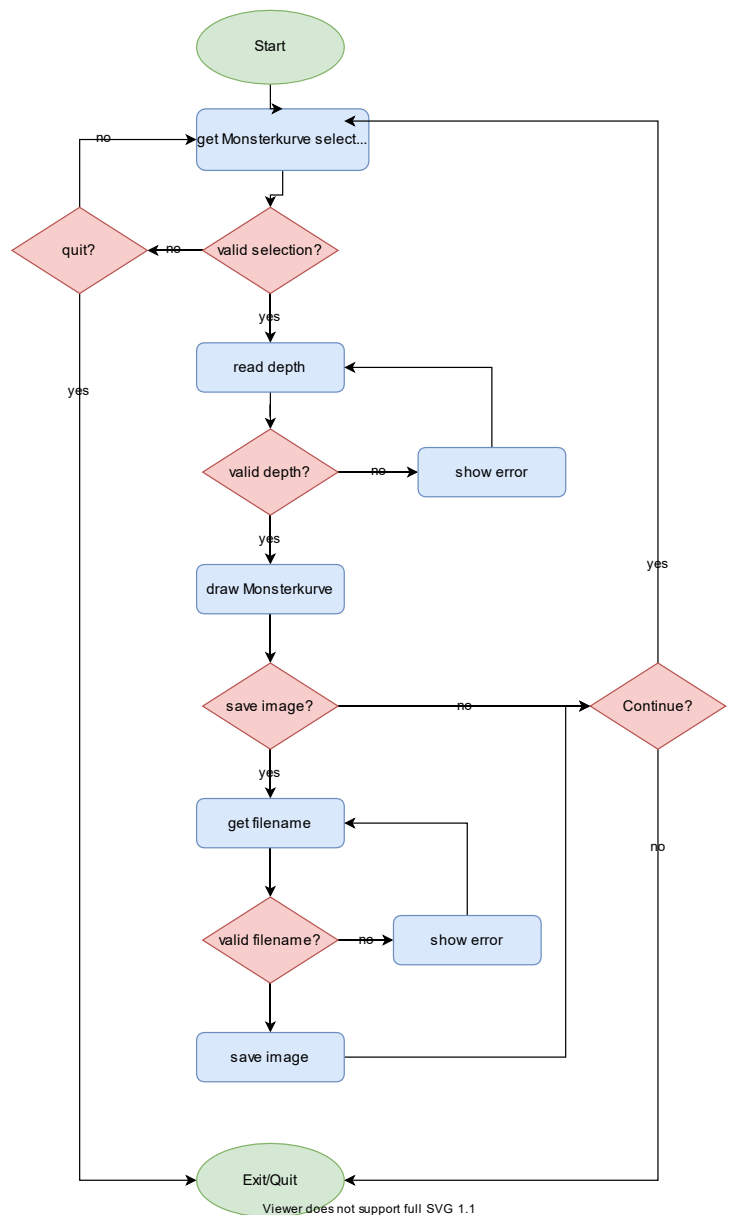 Start
get Monsterkurve select...
no
quit?
no
valid selection?
yes
read depth
yes
valid depth?
no
show error
yes
draw Monsterkurve
yes
save image?
no
Continue?
yes
get filename
no
valid filename?
no
show error
save image
Exit/Quit
Viewer does not support full SVG 1.1